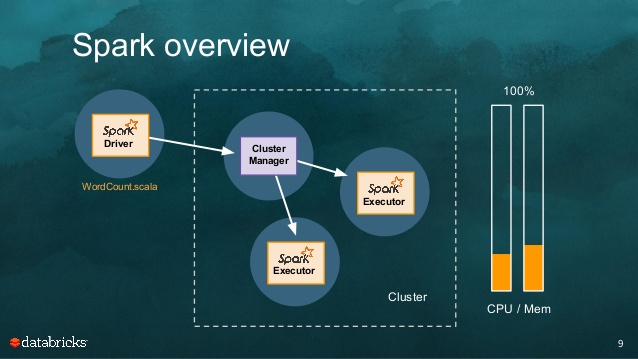 Spark overview
Spark
Driver
WordCount.scala
Cluster
Manager
Spark
Executor
Spark
Executor
Cluster
100%
CPU / Mem
databricks
9